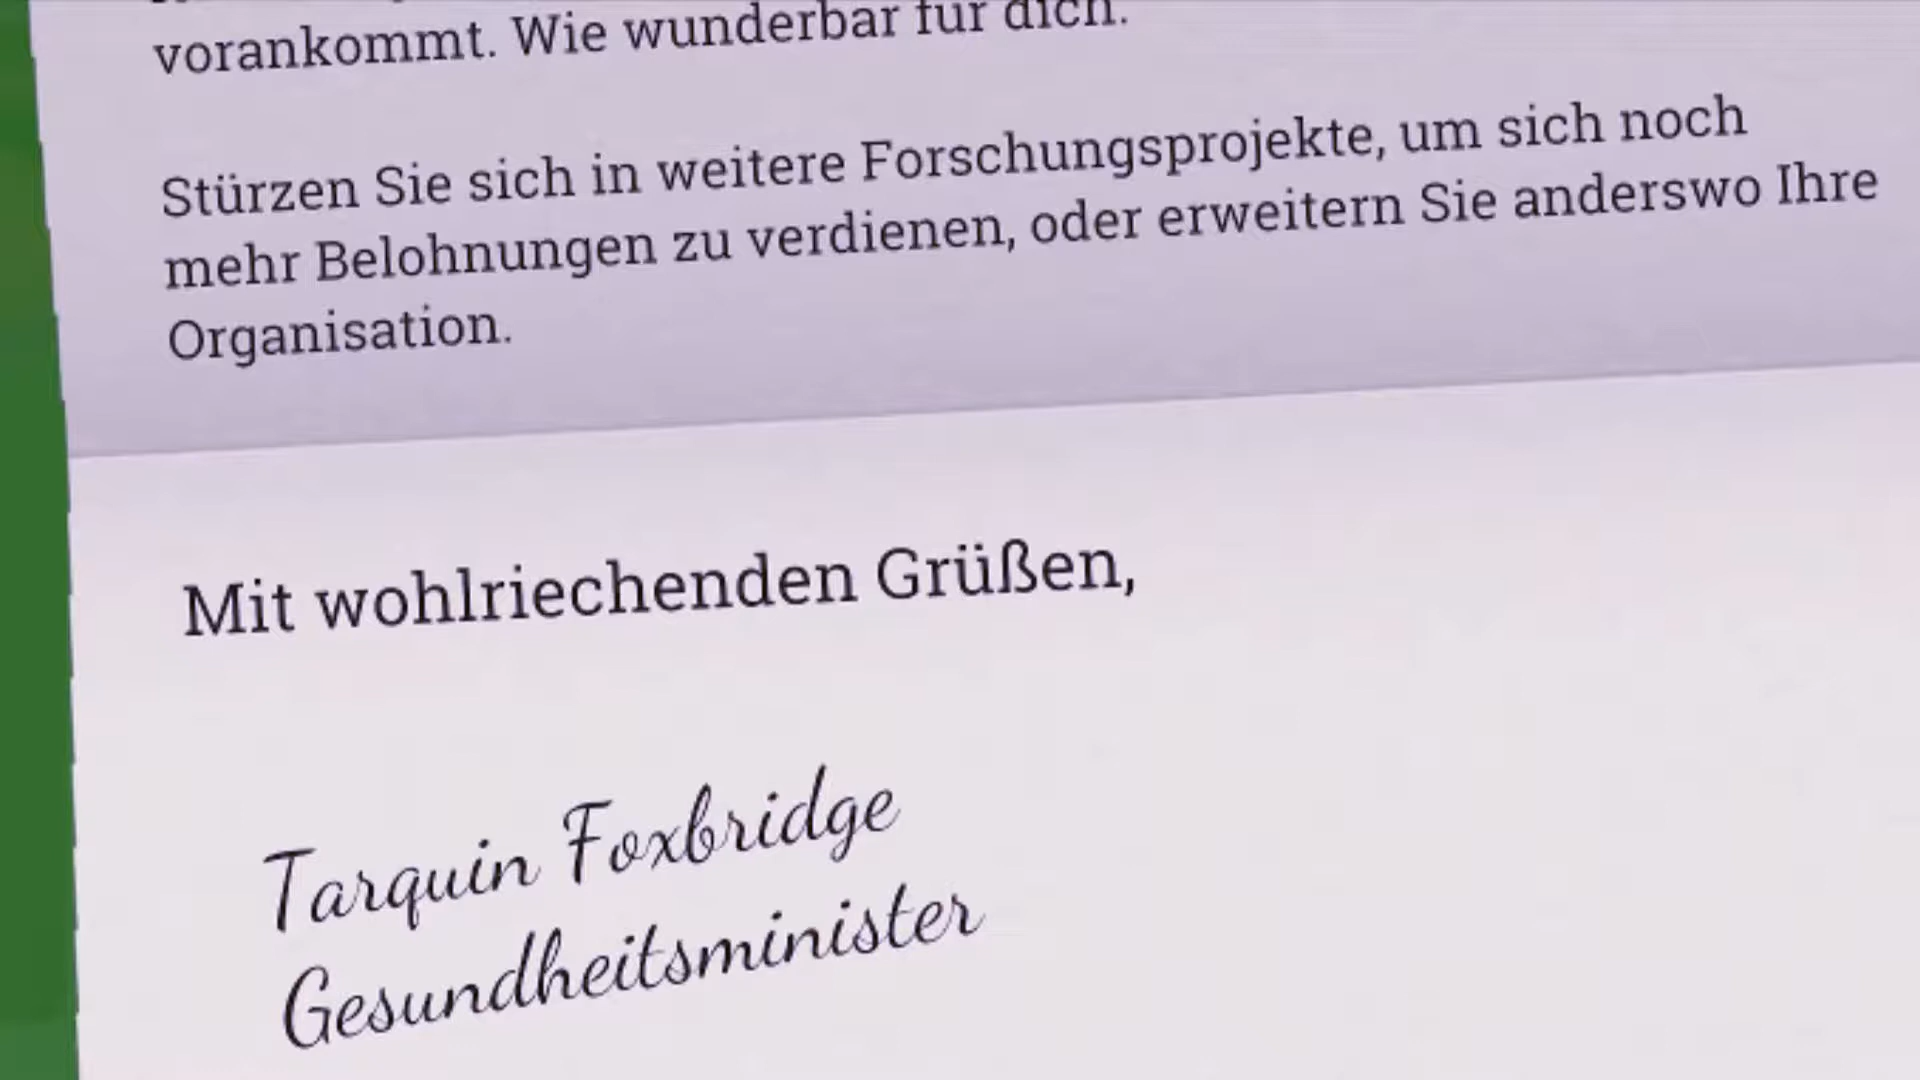 vorankommt. Wie wunderbar für dich.
Stürzen Sie sich in weitere Forschungsprojekte, um sich noch
mehr Belohnungen zu verdienen, oder erweitern Sie anderswo Ihre
Organisation.
Mit wohlriechenden Grüßen,
Tarquin Foxbridge
Gesundheitsminister